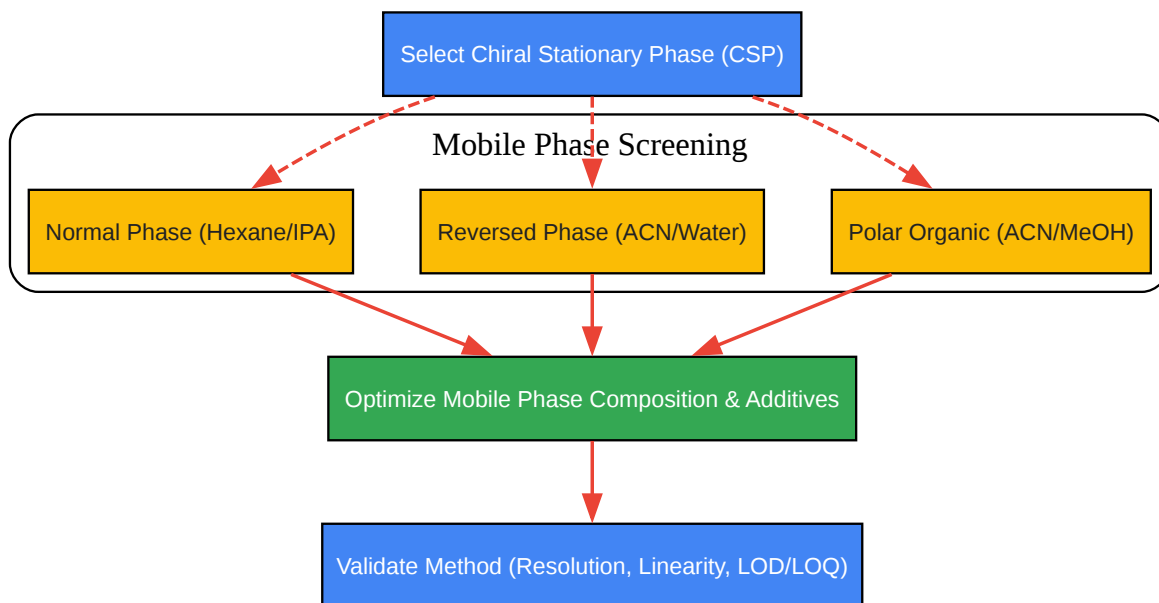 Select Chiral Stationary Phase (CSP)
Mobile Phase Screening
Normal Phase (Hexane/IPA)
Reversed Phase (ACN/Water)
Polar Organic (ACN/MeOH)
Optimize Mobile Phase Composition & Additives
Validate Method (Resolution, Linearity, LOD/LOQ)